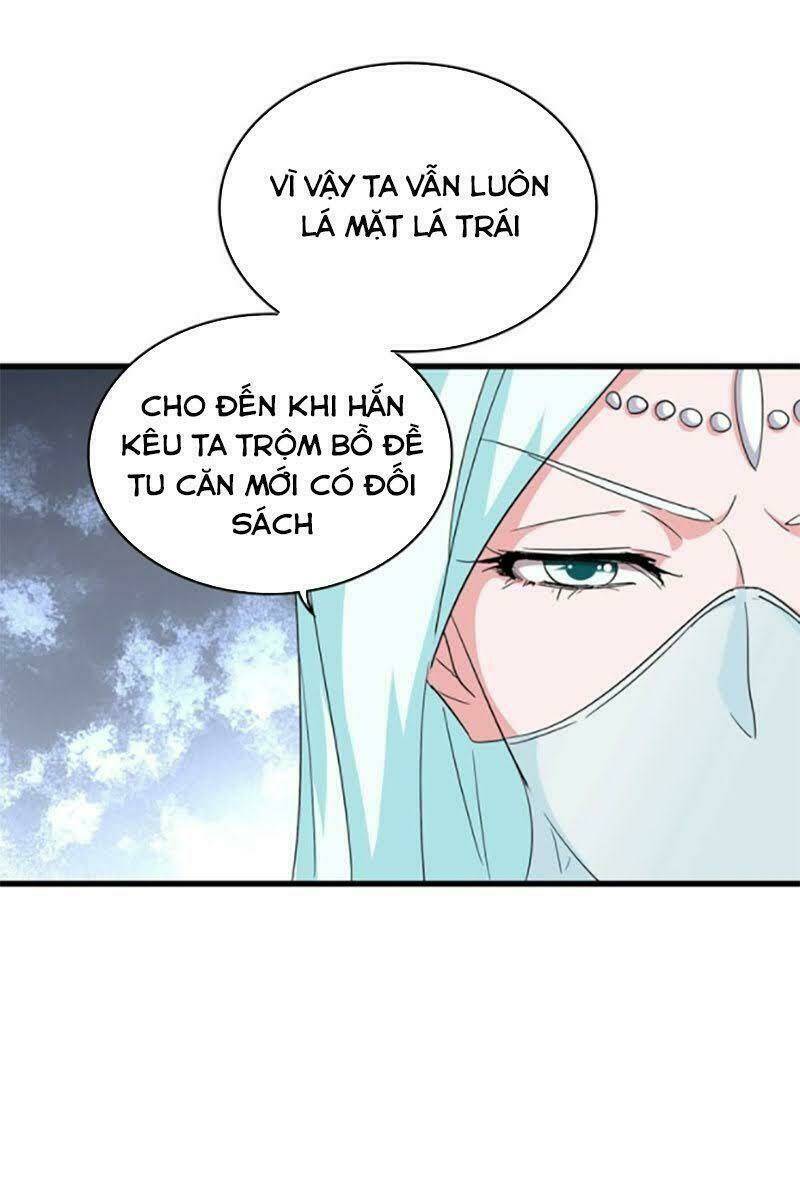 VÌ VẬY TA VẪN LUÔN
LÁ MẶT LÁ TRÁI
CHO ĐẾN KHI HẮN
KÊU TA TRỘM BỒ ĐỀ
TU CĂN MỚI CÓ ĐỐI
SÁCH